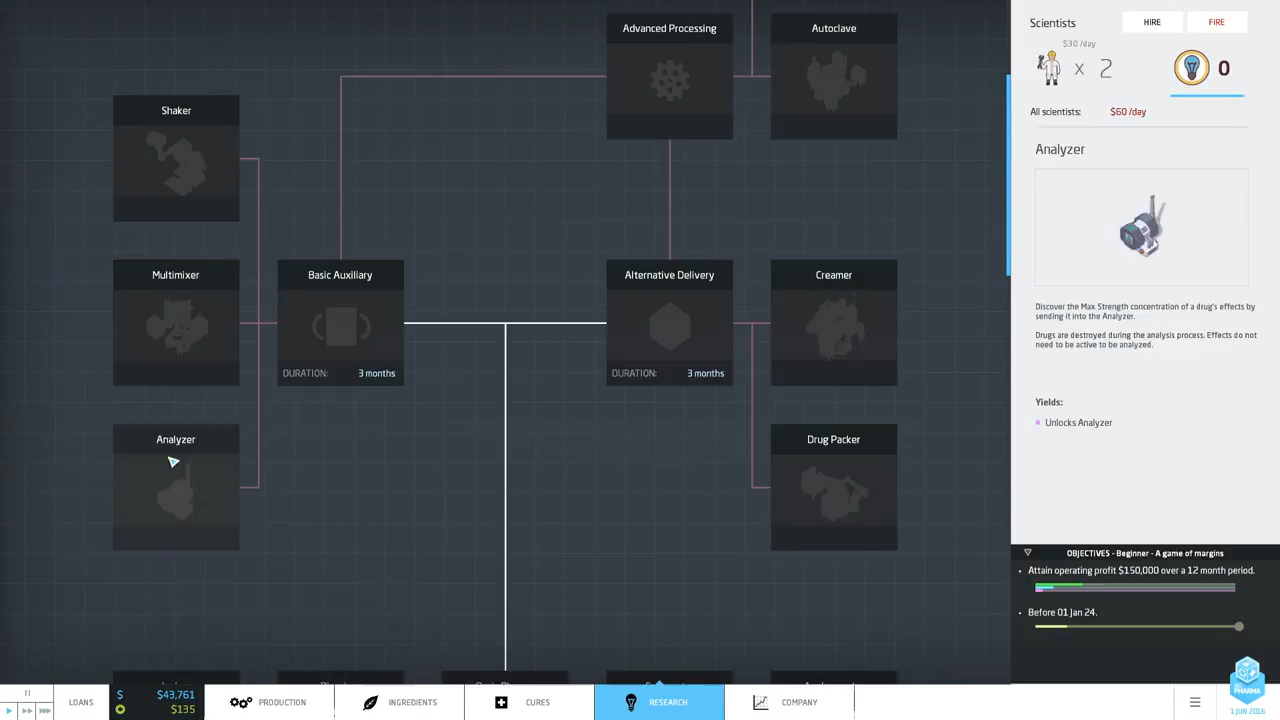 Advanced Processing
Autoclave
Shaker
Multimixer
Basic Auxiliary
DURATION: 3 months
Alternative Delivery
DURATION: 3 months
Creamer
Analyzer
Drug Packer
Scientists
HIRE
FIRE
$30 /day
x 2
0
All scientists: $60 /day
Analyzer
Discover the Max Strength concentration of a drug's effects by
sending it into the Analyzer.
Drugs are destroyed during the analysis process. Effects do not
need to be active to be analyzed.
Yields:
Unlocks Analyzer
OBJECTIVES - Beginner - A game of margins
Attain operating profit $150,000 over a 12 month period.
Before 01 Jan 24.
LOANS
$ $43,761
$135
PRODUCTION
INGREDIENTS
CURES
RESEARCH
COMPANY
PHARMA
1 JUN 2016